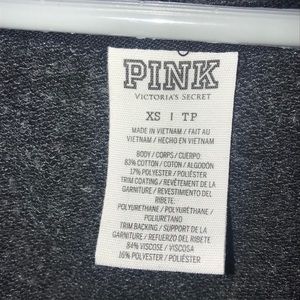 PINK
VICTORIA'S SECRET
XS | TP
MADE IN VIETNAM / FAIT AU
VIETNAM / HECHO EN VIETNAM
BODY / CORPS / CUERPO:
83% COTTON / COTON / ALGODÓN
17% POLYESTER / POLIÉSTER
TRIM COATING / REVÊTEMENT DE LA
GARNITURE / REVESTIMIENTO DEL
RIBETE:
POLYURETHANE / POLYURÉTHANE /
POLIURETANO
TRIM BACKING / SUPPORT DE LA
GARNITURE / REFUERZO DEL RIBETE
84% VISCOSE / VISCOSA
16% POLYESTER / POLIÉSTER